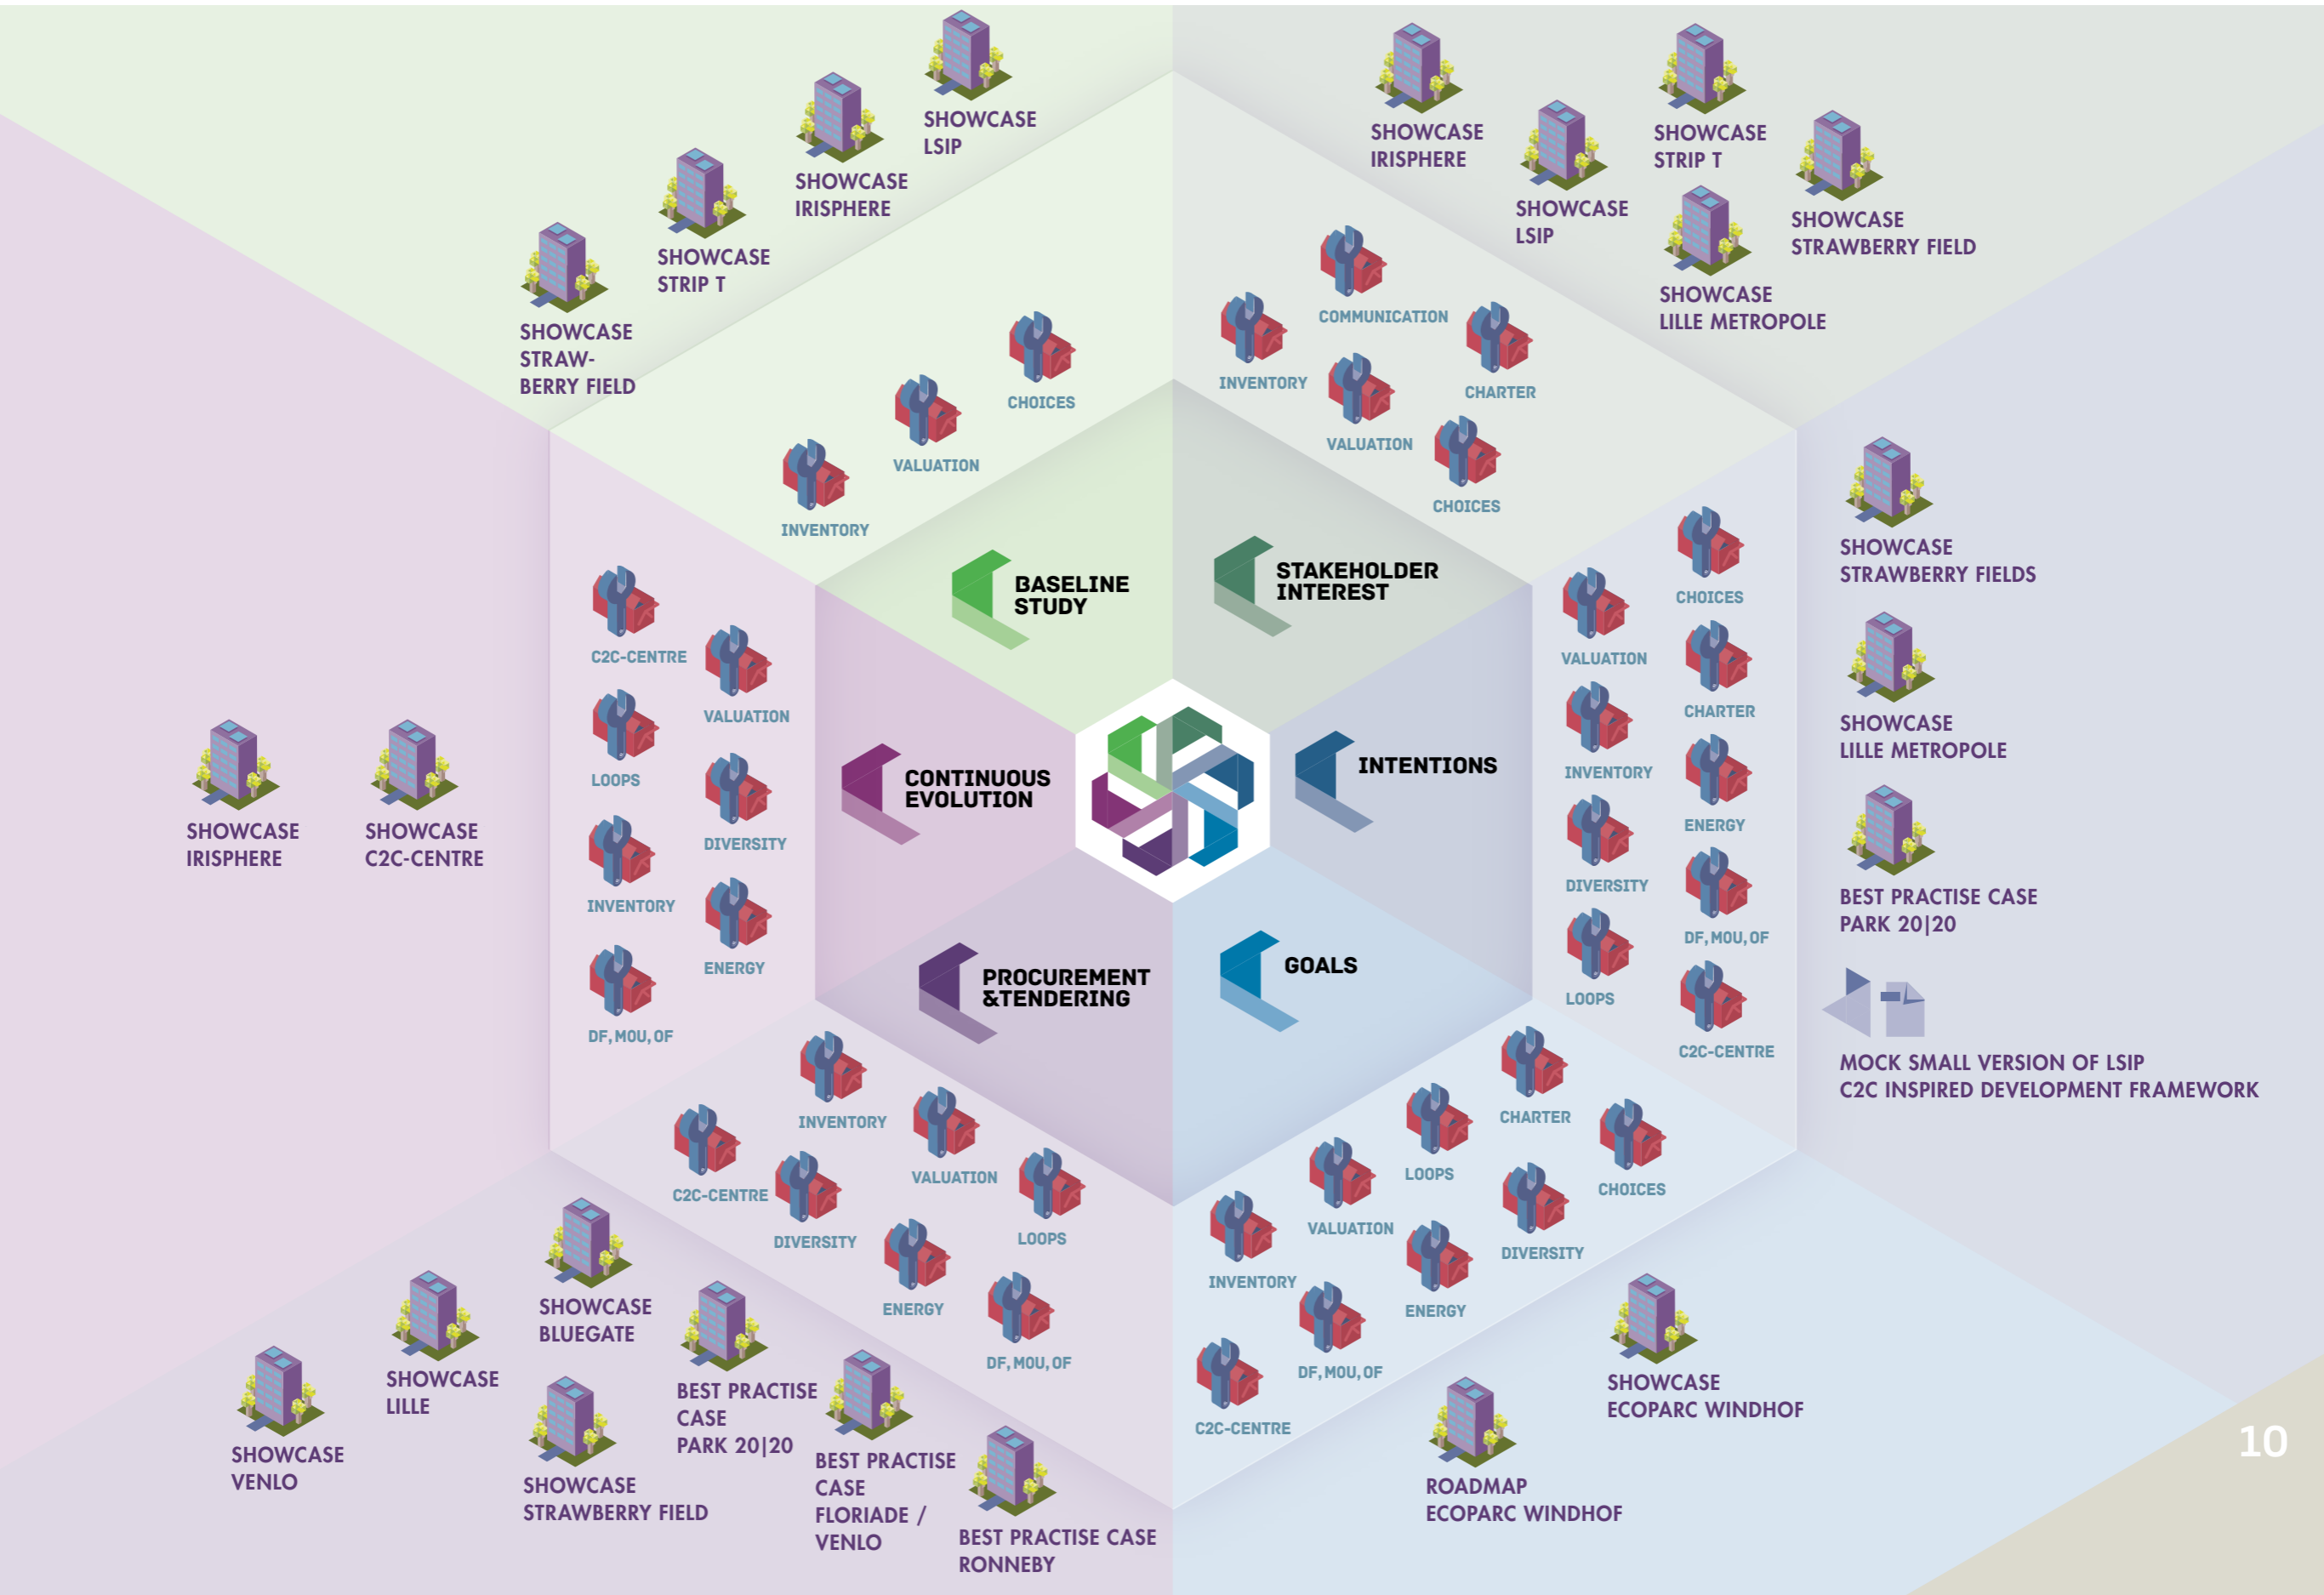 SHOWCASE
LSIP
SHOWCASE
IRISPHERE
SHOWCASE
STRIP T
SHOWCASE
STRAW-
BERRY FIELD
CHOICES
VALUATION
INVENTORY
BASELINE
STUDY
SHOWCASE
IRISPHERE
SHOWCASE
STRIP T
SHOWCASE
LSIP
SHOWCASE
STRAWBERRY FIELD
SHOWCASE
LILLE METROPOLE
COMMUNICATION
INVENTORY
CHARTER
VALUATION
CHOICES
STAKEHOLDER
INTEREST
INTENTIONS
CHOICES
VALUATION
CHARTER
INVENTORY
ENERGY
DIVERSITY
DF, MOU, OF
LOOPS
C2C-CENTRE
SHOWCASE
STRAWBERRY FIELDS
SHOWCASE
LILLE METROPOLE
BEST PRACTISE CASE
PARK 20|20
MOCK SMALL VERSION OF LSIP
C2C INSPIRED DEVELOPMENT FRAMEWORK
GOALS
CHARTER
LOOPS
CHOICES
VALUATION
DIVERSITY
INVENTORY
ENERGY
DF, MOU, OF
C2C-CENTRE
SHOWCASE
ECOPARC WINDHOF
ROADMAP
ECOPARC WINDHOF
PROCUREMENT
&TENDERING
INVENTORY
VALUATION
C2C-CENTRE
LOOPS
DIVERSITY
ENERGY
DF, MOU, OF
SHOWCASE
BLUEGATE
SHOWCASE
LILLE
SHOWCASE
VENLO
SHOWCASE
STRAWBERRY FIELD
BEST PRACTISE
CASE
PARK 20|20
BEST PRACTISE
CASE
FLORIADE /
VENLO
BEST PRACTISE CASE
RONNEBY
CONTINUOUS
EVOLUTION
C2C-CENTRE
VALUATION
LOOPS
DIVERSITY
INVENTORY
ENERGY
DF, MOU, OF
SHOWCASE
IRISPHERE
SHOWCASE
C2C-CENTRE
10